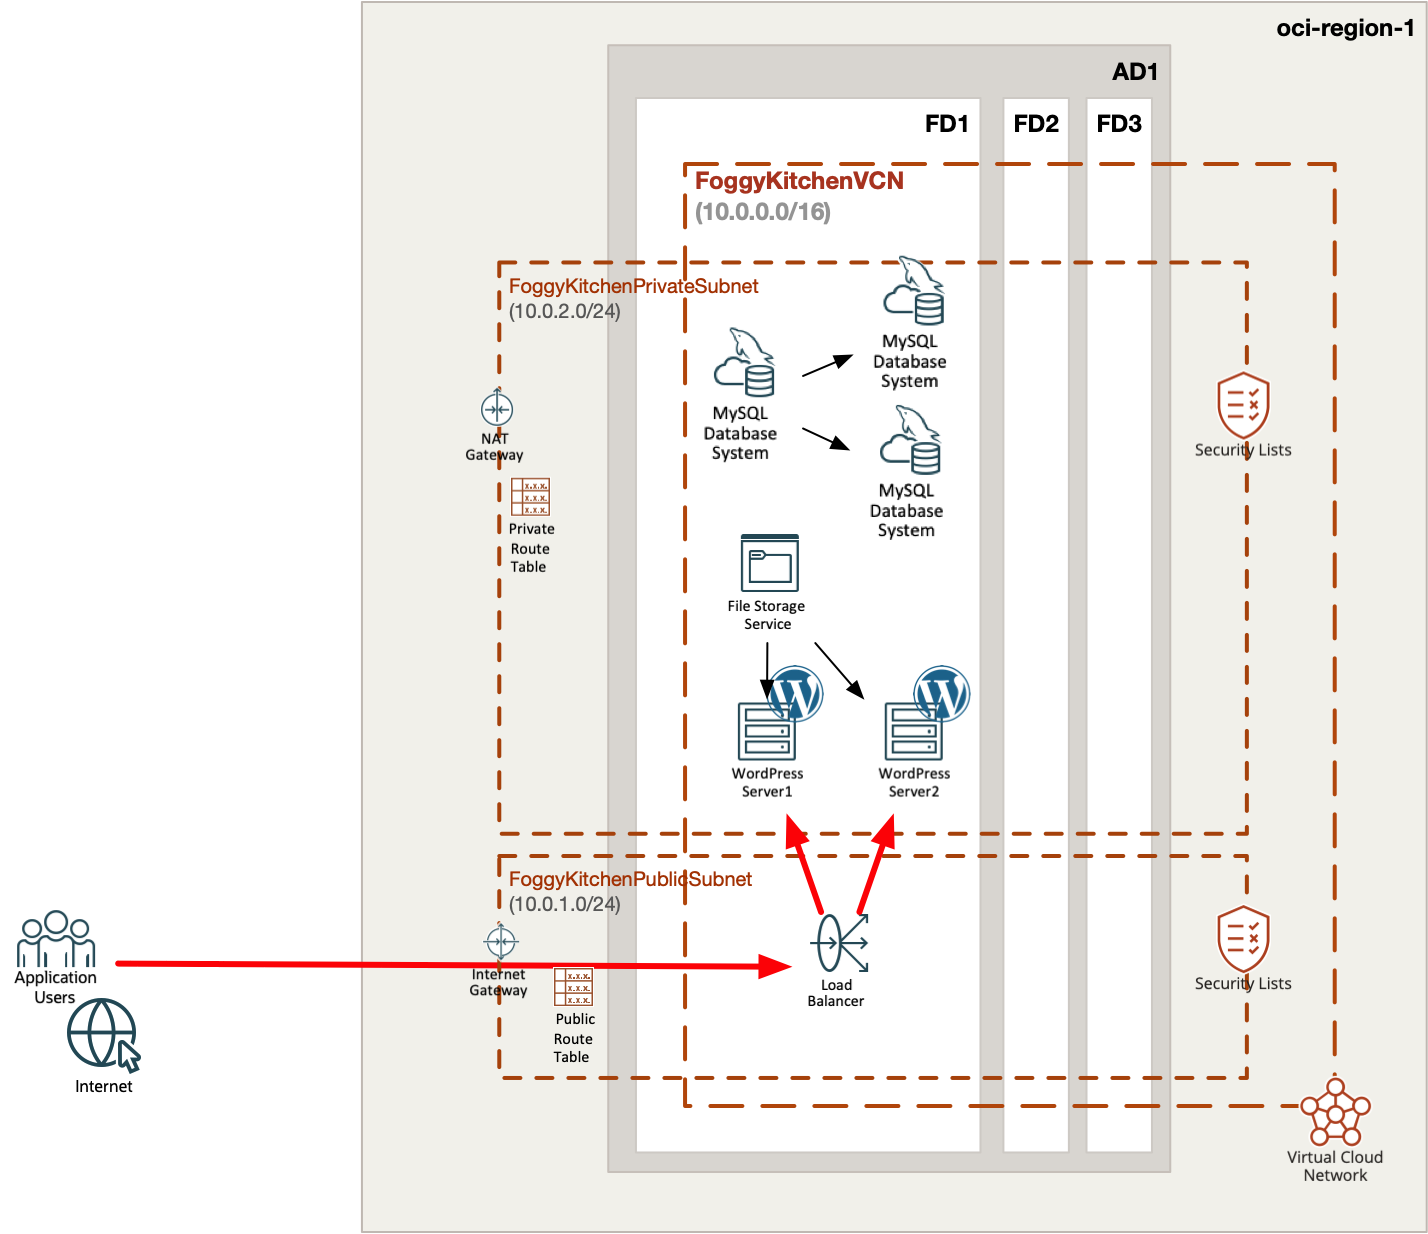 oci-region-1
AD1
FD1
FD2
FD3
FoggyKitchenVCN
(10.0.0.0/16)
FoggyKitchenPrivateSubnet
(10.0.2.0/24)
MySQL
Database
System
MySQL
Database
System
MySQL
Database
System
NAT
Gateway
Security Lists
x.x.x.
x.x.x.
x.x.x.
Private
Route
Table
File Storage
Service
WordPress
Server1
WordPress
Server2
FoggyKitchenPublicSubnet
(10.0.1.0/24)
Application
Users
Internet
Gateway
x.x.x.
x.x.x.
x.x.x.
Public
Route
Table
Load
Balancer
Security Lists
Internet
Virtual Cloud
Network